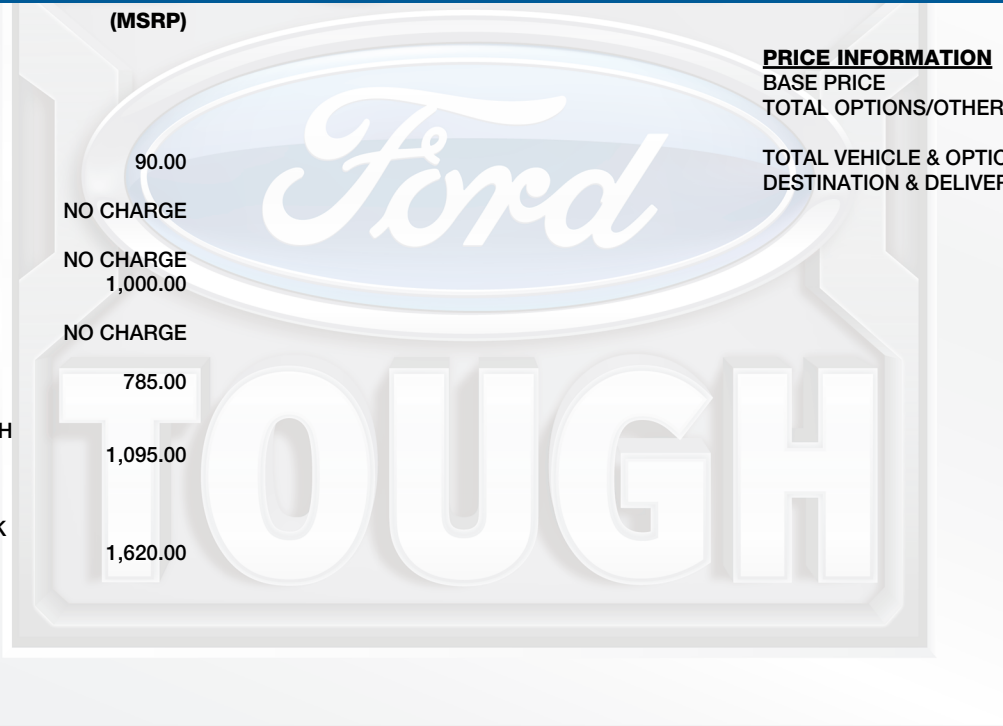 (MSRP)
90.00
NO CHARGE
NO CHARGE
1,000.00
NO CHARGE
785.00
H
1,095.00
K
1,620.00
PRICE INFORMATION
BASE PRICE
TOTAL OPTIONS/OTHER
TOTAL VEHICLE & OPTIO
DESTINATION & DELIVER
Ford
TOUGH